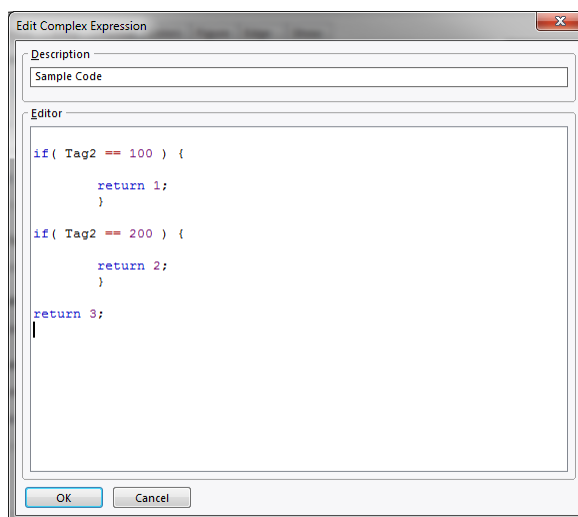 Edit Complex Expression
Description
Sample Code
Editor
if( Tag2 == 100 ) {
return 1;
}
if( Tag2 == 200 ) {
return 2;
}
return 3;
OK Cancel